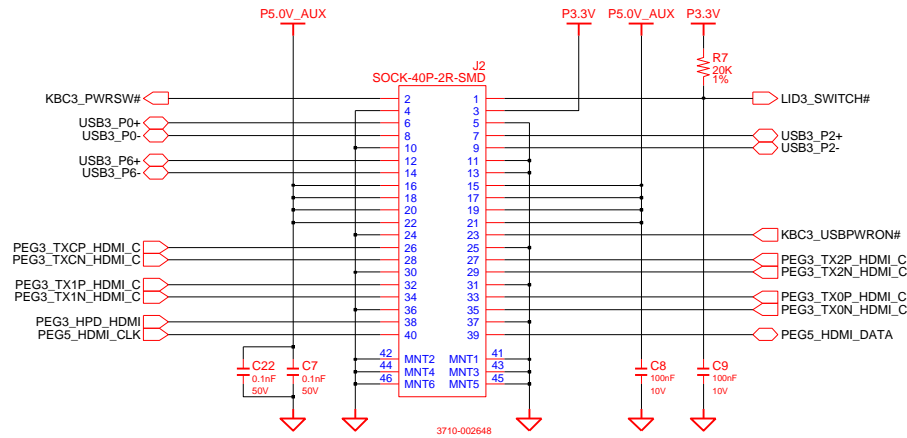 P5.0V_AUX
P3.3V
P5.0V_AUX
P3.3V
J2
SOCK-40P-2R-SMD
R7
20K
1%
KBC3_PWRSW#
2
1
LID3_SWITCH#
4
3
USB3_P0+
6
5
USB3_P0-
8
7
USB3_P2+
10
9
USB3_P2-
USB3_P6+
12
11
USB3_P6-
14
13
16
15
18
17
20
19
22
21
24
23
KBC3_USBPWRON#
PEG3_TXCP_HDMI_C
26
25
PEG3_TXCN_HDMI_C
28
27
PEG3_TX2P_HDMI_C
30
29
PEG3_TX2N_HDMI_C
PEG3_TX1P_HDMI_C
32
31
PEG3_TX1N_HDMI_C
34
33
PEG3_TX0P_HDMI_C
36
35
PEG3_TX0N_HDMI_C
PEG3_HPD_HDMI
38
37
PEG5_HDMI_CLK
40
39
PEG5_HDMI_DATA
42
MNT2
MNT1
41
44
MNT4
MNT3
43
46
MNT6
MNT5
45
C22
0.1nF
50V
C7
0.1nF
50V
C8
100nF
10V
C9
100nF
10V
3710-002648